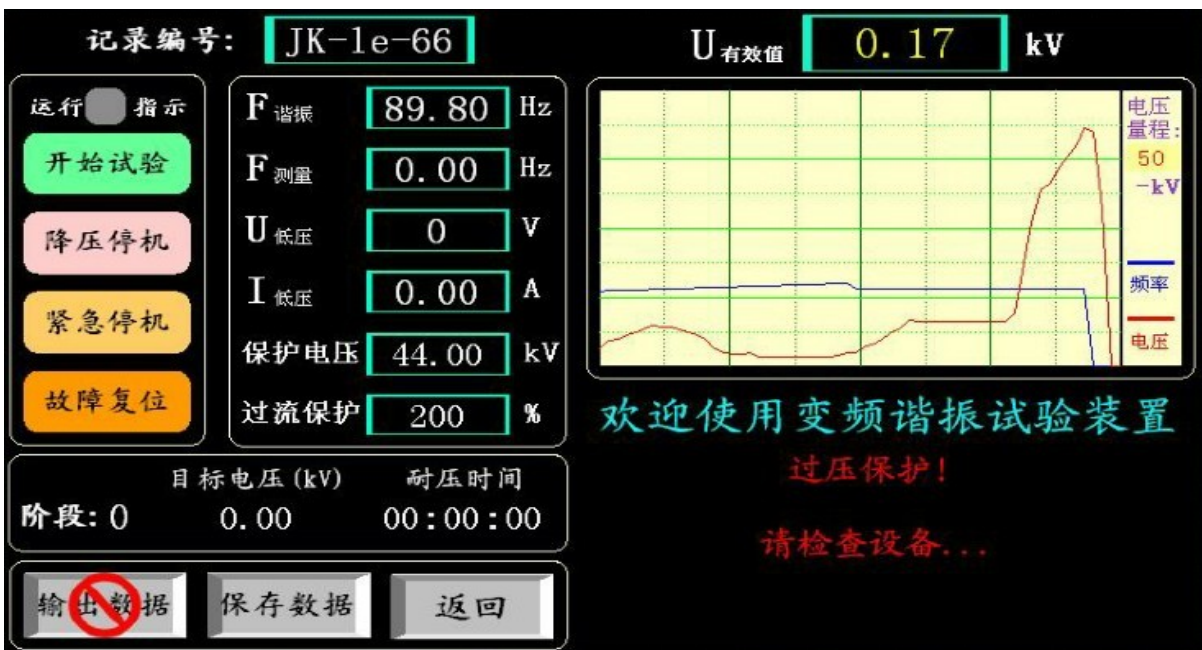 记录编号: JK-1e-66
U有效值 0.17 kV
运行 指示
开始试验
降压停机
紧急停机
故障复位
F谐振 89.80 Hz
F测量 0.00 Hz
U低压 0 V
I低压 0.00 A
保护电压 44.00 kV
过流保护 200 %
电压
量程:
50
-kV
频率
电压
欢迎使用变频谐振试验装置
过压保护!
请检查设备...
目标电压(kV) 耐压时间
阶段: 0 0.00 00:00:00
输出数据 保存数据 返回